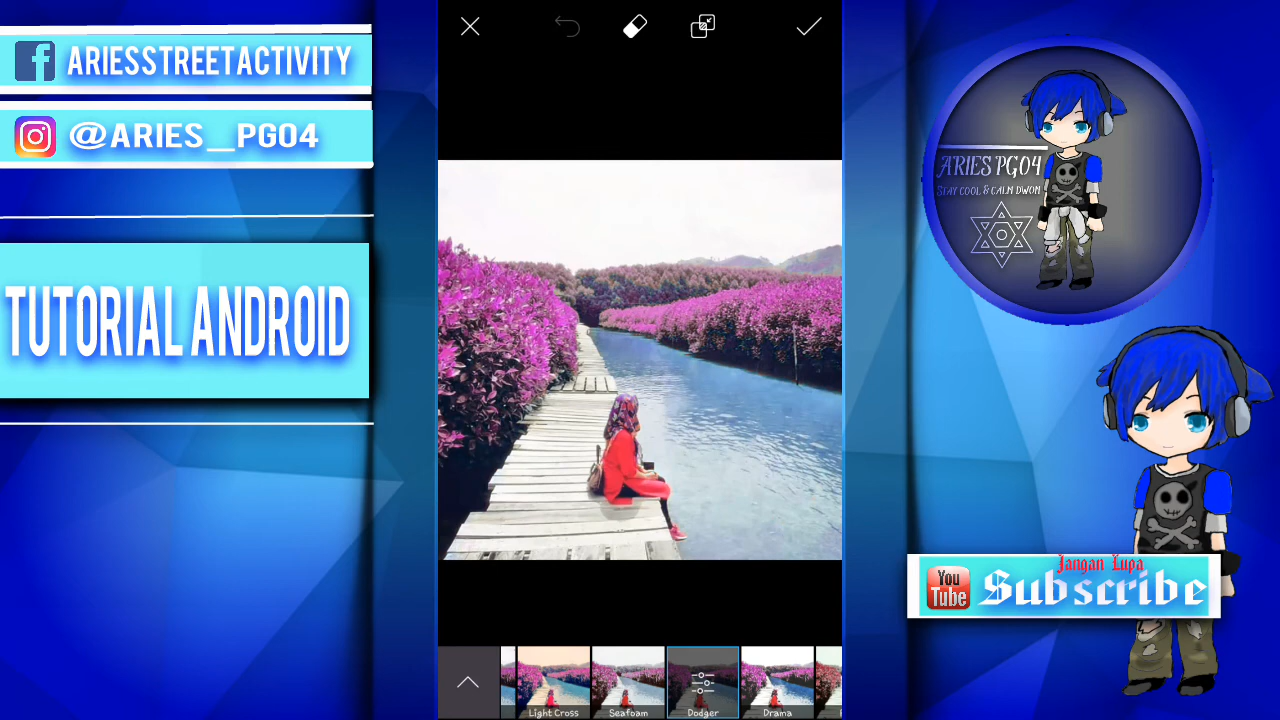 ARIESSTREETACTIVITY
@ARIES__PG04
TUTORIAL ANDROID
ARIES PG04
STAY COOL & CALM DWON
Jangan Lupa
You
Tube
Subscribe
Light Cross
Seafoam
Dodger
Drama